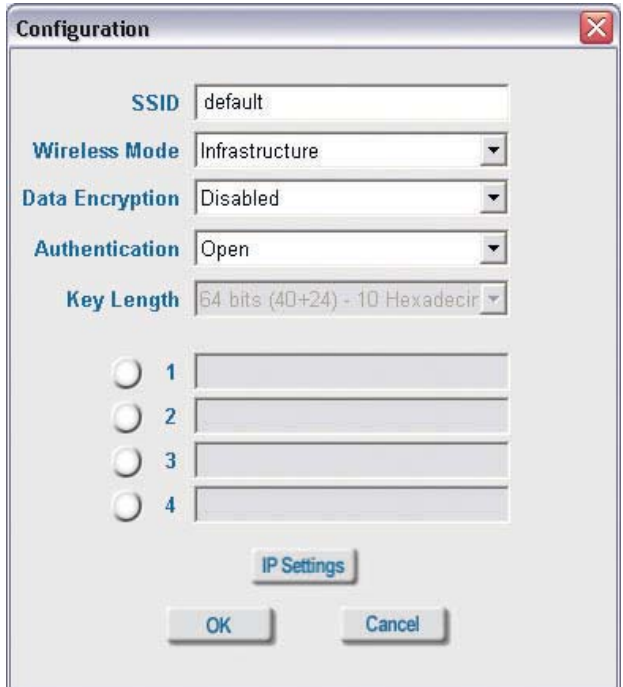 Configuration
SSID default
Wireless Mode Infrastructure
Data Encryption Disabled
Authentication Open
Key Length 64 bits (40+24) - 10 Hexadecir
1
2
3
4
IP Settings
OK Cancel